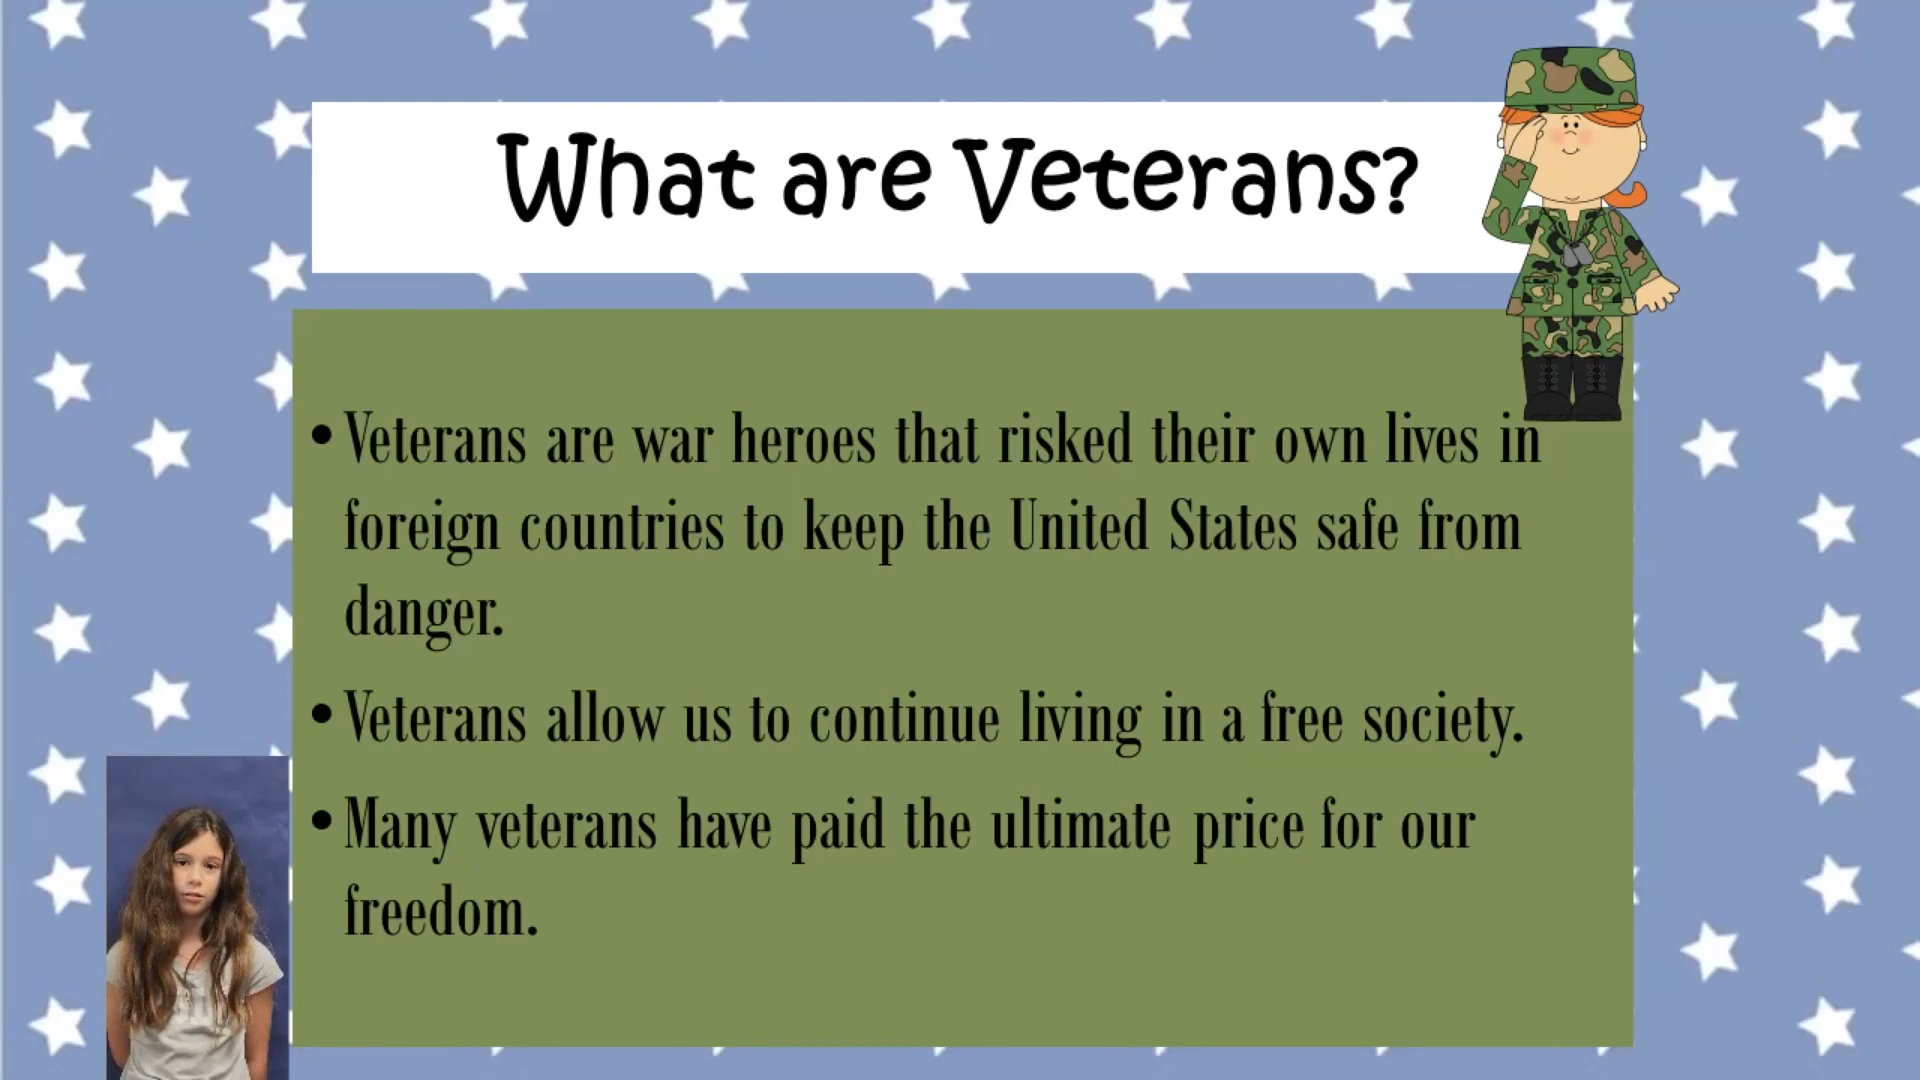 What are Veterans?
• Veterans are war heroes that risked their own lives in
foreign countries to keep the United States safe from
danger.
• Veterans allow us to continue living in a free society.
• Many veterans have paid the ultimate price for our
freedom.